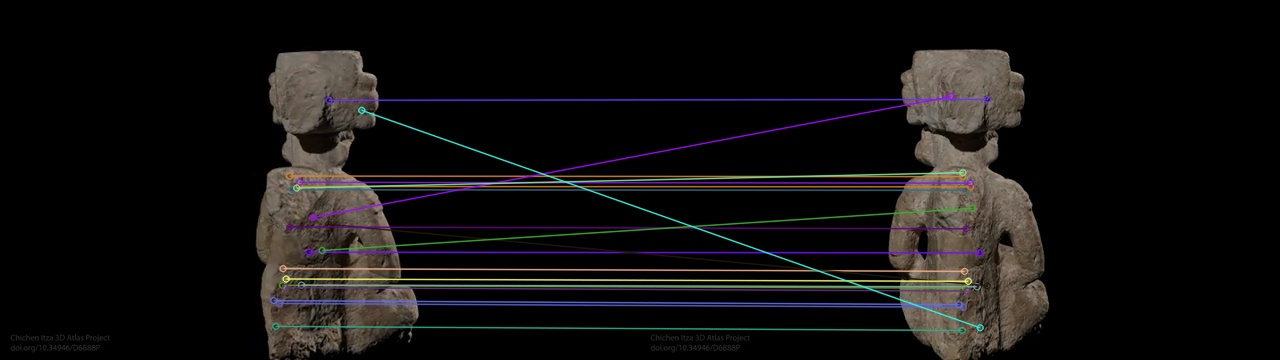 Chichen Itza 3D Atlas Project
doi.org/10.34946/D6B88P
Chichen Itza 3D Atlas Project
doi.org/10.34946/D6B88P